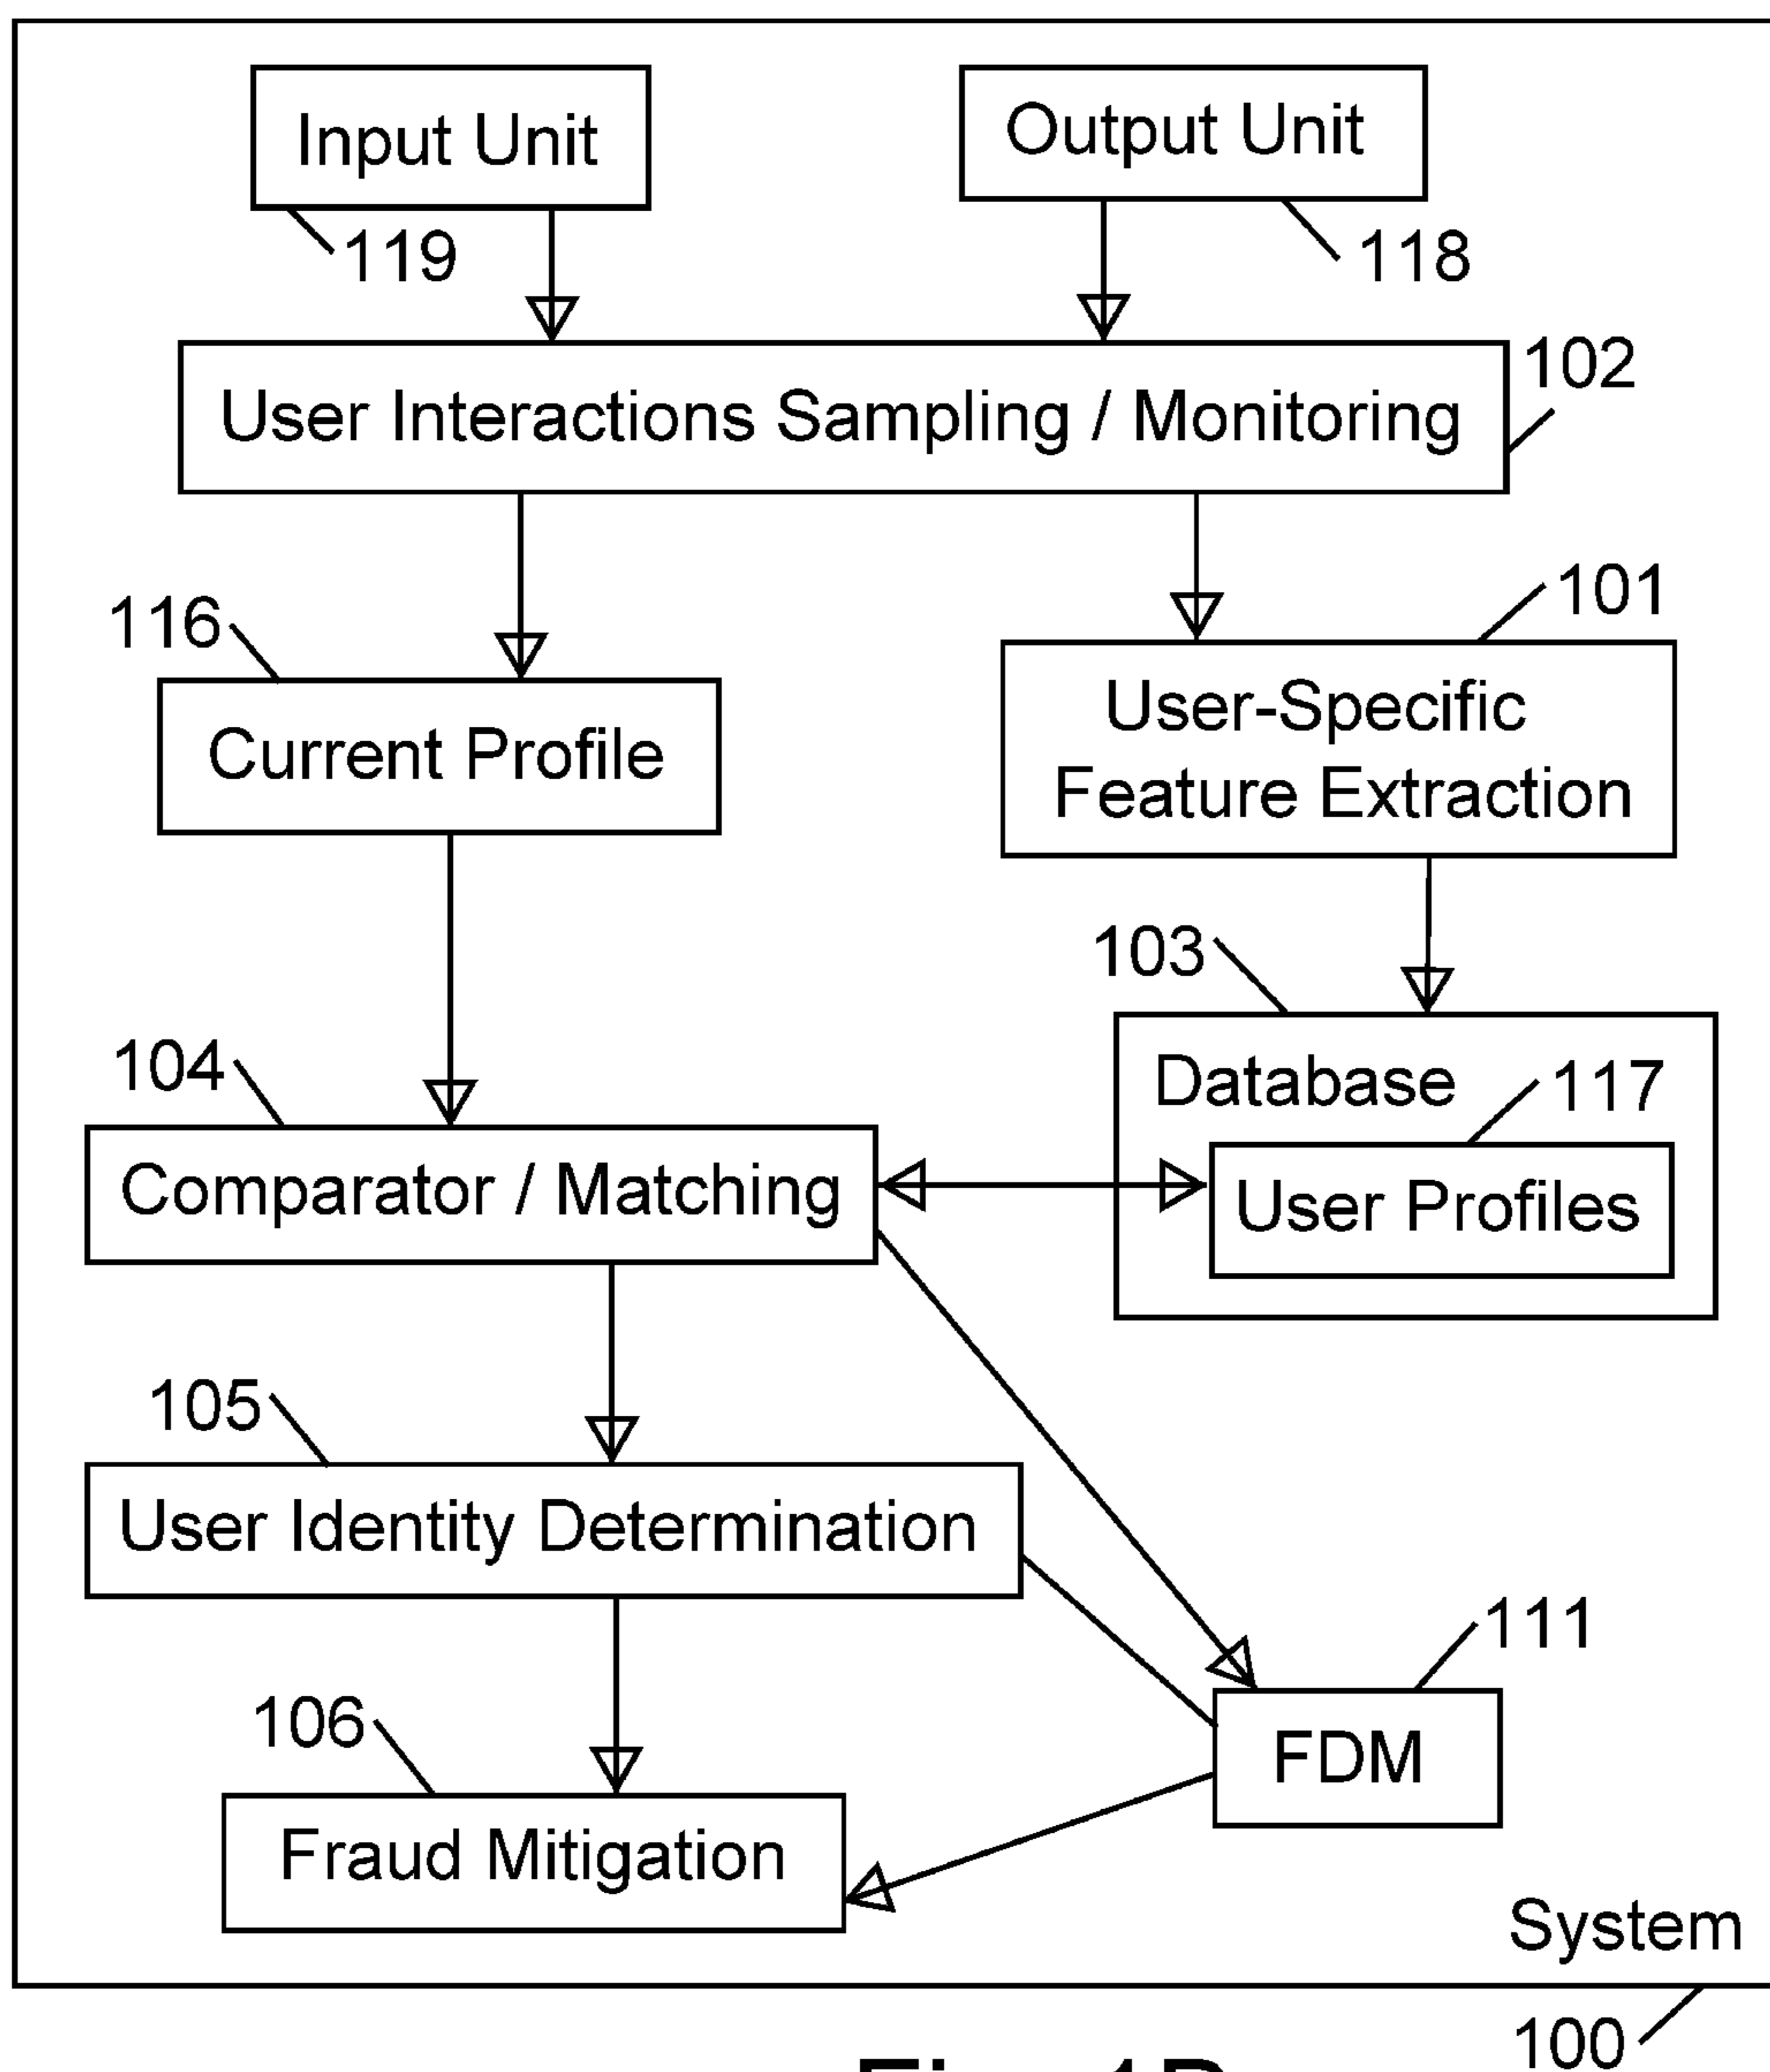 Input Unit
Output Unit
119
118
102
User Interactions Sampling / Monitoring
101
116
User-Specific
Feature Extraction
Current Profile
103
104
Database
117
Comparator / Matching
User Profiles
105
User Identity Determination
111
106
FDM
Fraud Mitigation
System
100